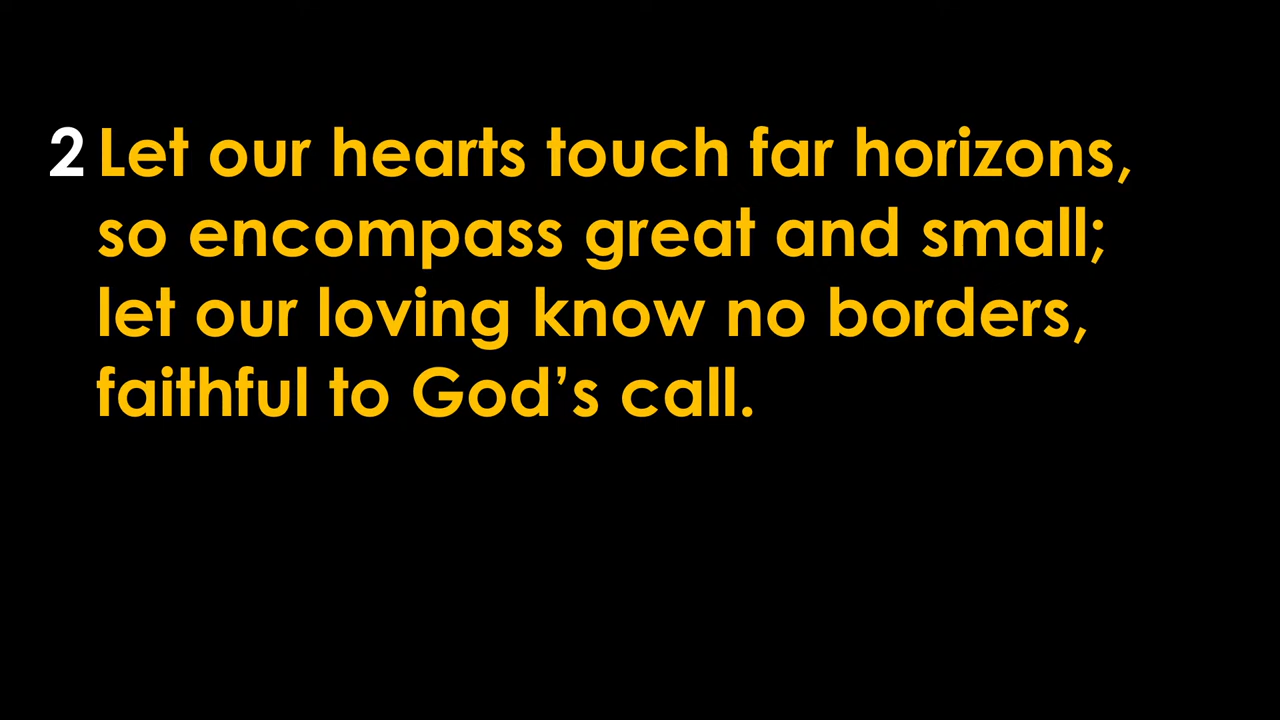 2 Let our hearts touch far horizons,
so encompass great and small;
let our loving know no borders,
faithful to God’s call.